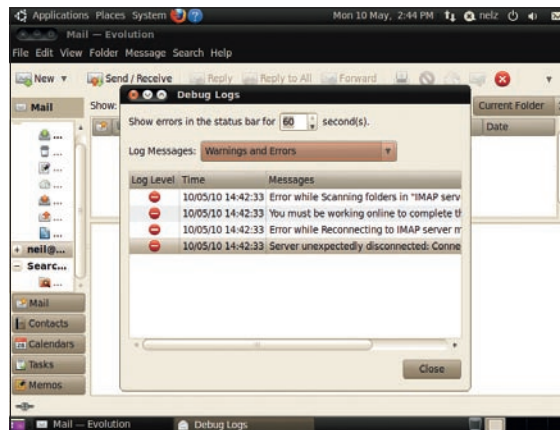 Applications Places System Mon 10 May, 2:44 PM nelz
Mail — Evolution
File Edit View Folder Message Search Help
New Send / Receive Reply Reply to All Forward
Mail Show: Current Folder
Debug Logs
Date
Show errors in the status bar for 60 second(s).
Log Messages: Warnings and Errors
Log Level Time Messages
10/05/10 14:42:33 Error while Scanning folders in "IMAP serv
10/05/10 14:42:33 You must be working online to complete th
10/05/10 14:42:33 Error while Reconnecting to IMAP server m
10/05/10 14:42:33 Server unexpectedly disconnected: Conne
neil@...
Searc...
Mail
Contacts
Calendars
Tasks
Memos
Close
Mail — Evolution Debug Logs